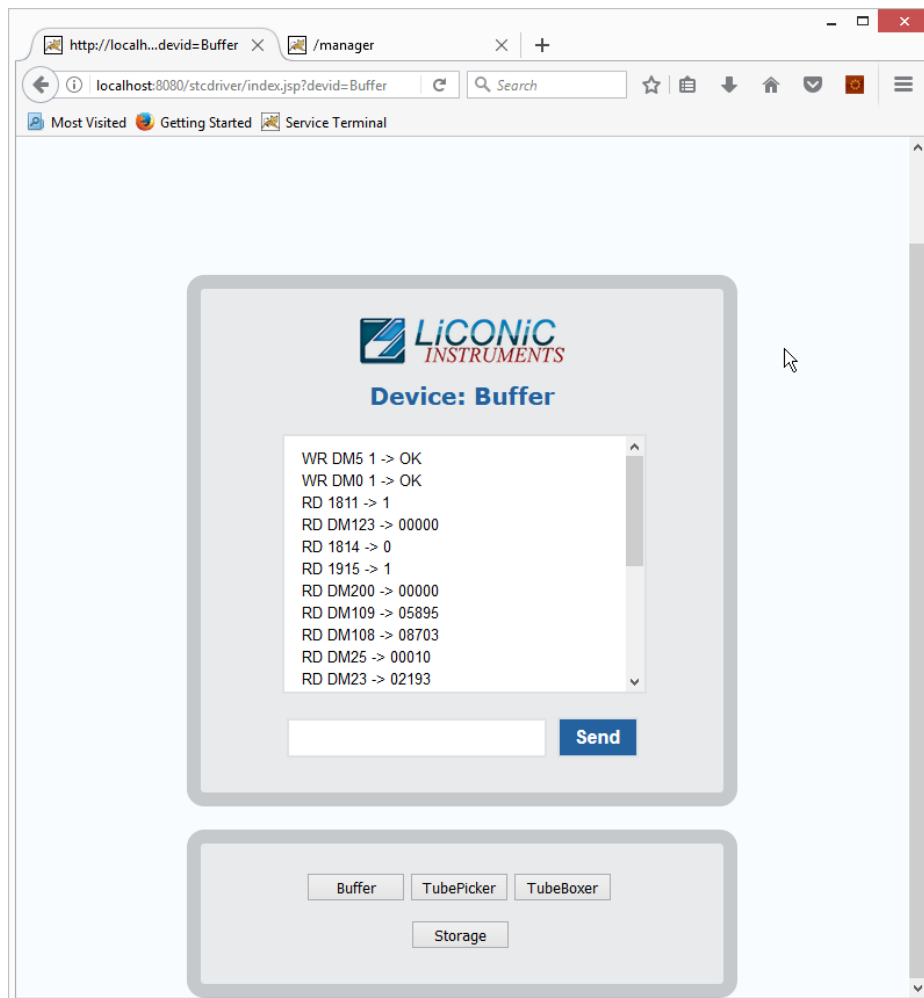 http://localh...devid=Buffer
/manager
localhost:8080/stcdriver/index.jsp?devid=Buffer
Search
Most Visited
Getting Started
Service Terminal
LiCONiC
INSTRUMENTS
Device: Buffer
WR DM5 1 -> OK
WR DM0 1 -> OK
RD 1811 -> 1
RD DM123 -> 00000
RD 1814 -> 0
RD 1915 -> 1
RD DM200 -> 00000
RD DM109 -> 05895
RD DM108 -> 08703
RD DM25 -> 00010
RD DM23 -> 02193
Send
Buffer
TubePicker
TubeBoxer
Storage